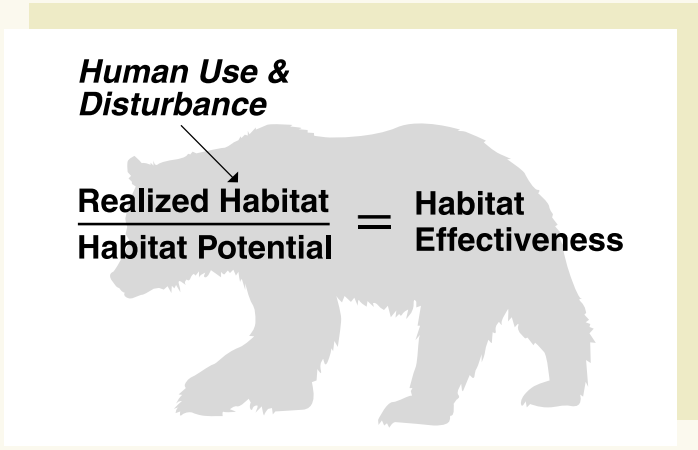 Human Use &
Disturbance
Realized Habitat
Habitat Potential
=
Habitat
Effectiveness